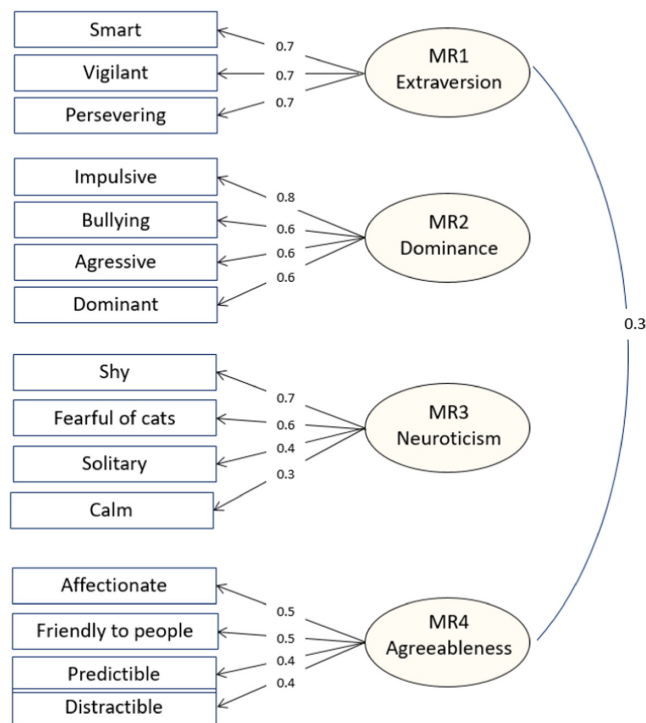 Smart
Vigilant
Persevering
0.7
0.7
0.7
MR1
Extraversion
Impulsive
Bullying
Agressive
Dominant
0.8
0.6
0.6
0.6
MR2
Dominance
0.3
Shy
Fearful of cats
Solitary
Calm
0.7
0.6
0.4
0.3
MR3
Neuroticism
Affectionate
Friendly to people
Predictible
Distractible
0.5
0.5
0.4
0.4
MR4
Agreeableness